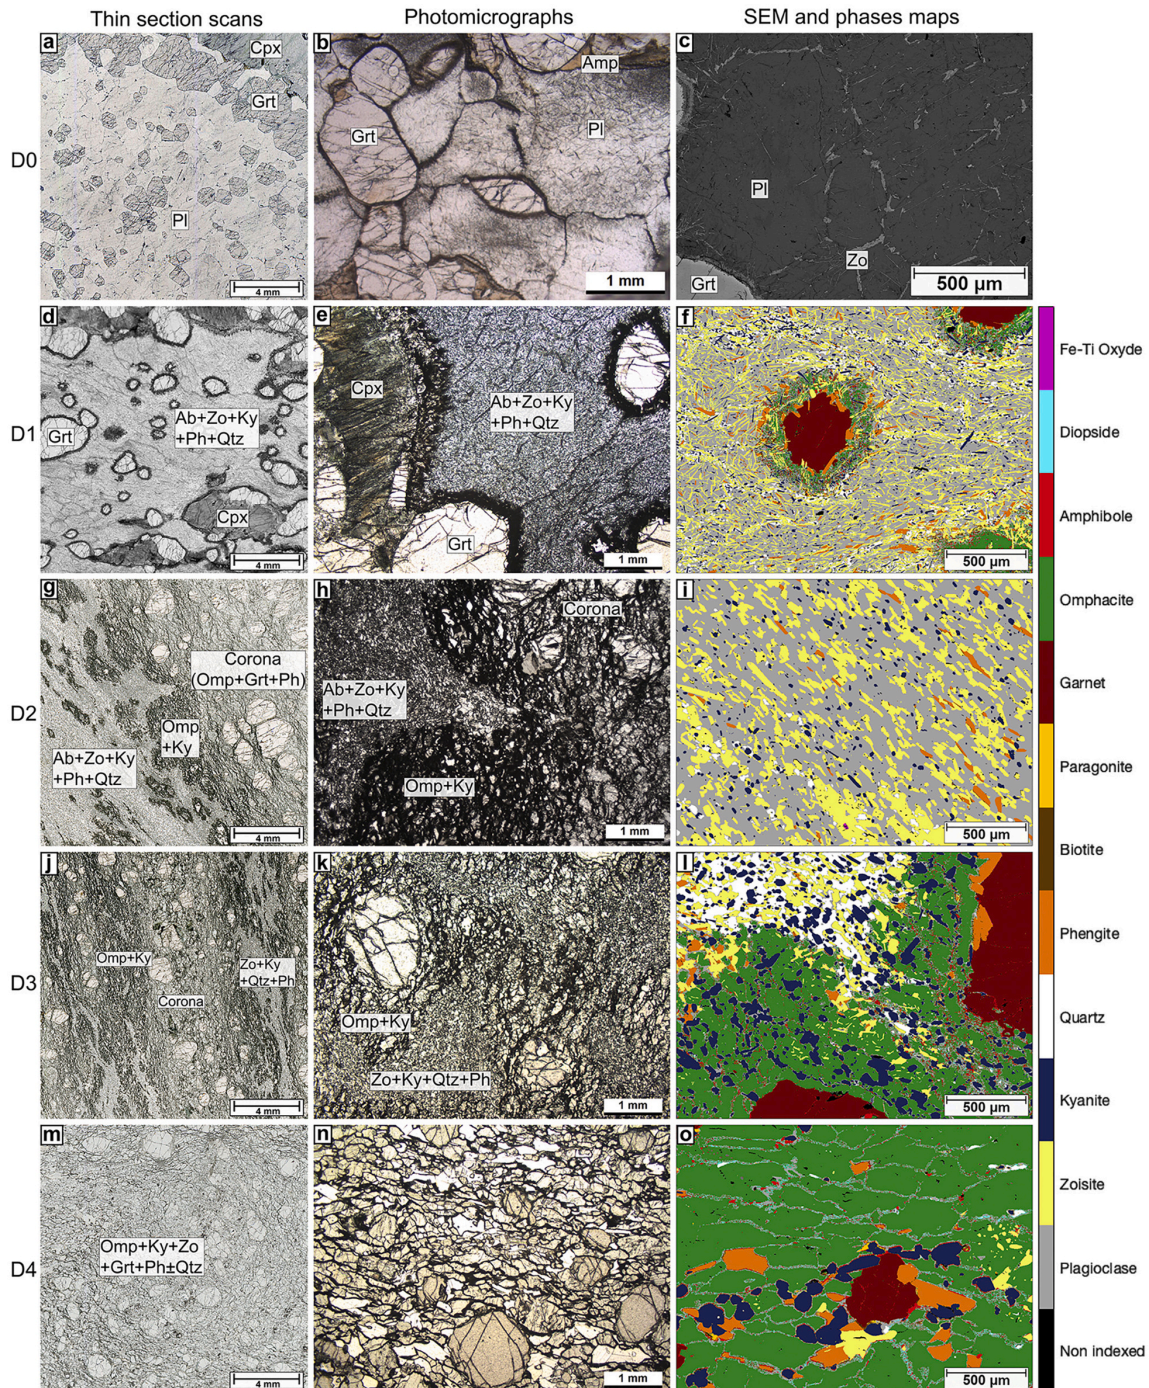 Thin section scans
Photomicrographs
SEM and phases maps
D0
a
Cpx
Grt
Pl
4 mm
b
Amp
Grt
Pl
1 mm
c
Pl
Zo
Grt
500 µm
D1
d
Grt
Ab+Zo+Ky
+Ph+Qtz
Cpx
4 mm
e
Cpx
Ab+Zo+Ky
+Ph+Qtz
Grt
1 mm
f
500 µm
D2
g
Corona
(Omp+Grt+Ph)
Omp
+Ky
Ab+Zo+Ky
+Ph+Qtz
4 mm
h
Corona
Ab+Zo+Ky
+Ph+Qtz
Omp+Ky
1 mm
i
500 µm
D3
j
Omp+Ky
Zo+Ky
+Qtz+Ph
Corona
4 mm
k
Omp+Ky
Zo+Ky+Qtz+Ph
1 mm
l
500 µm
D4
m
Omp+Ky+Zo
+Grt+Ph±Qtz
4 mm
n
1 mm
o
500 µm
Fe-Ti Oxyde
Diopside
Amphibole
Omphacite
Garnet
Paragonite
Biotite
Phengite
Quartz
Kyanite
Zoisite
Plagioclase
Non indexed